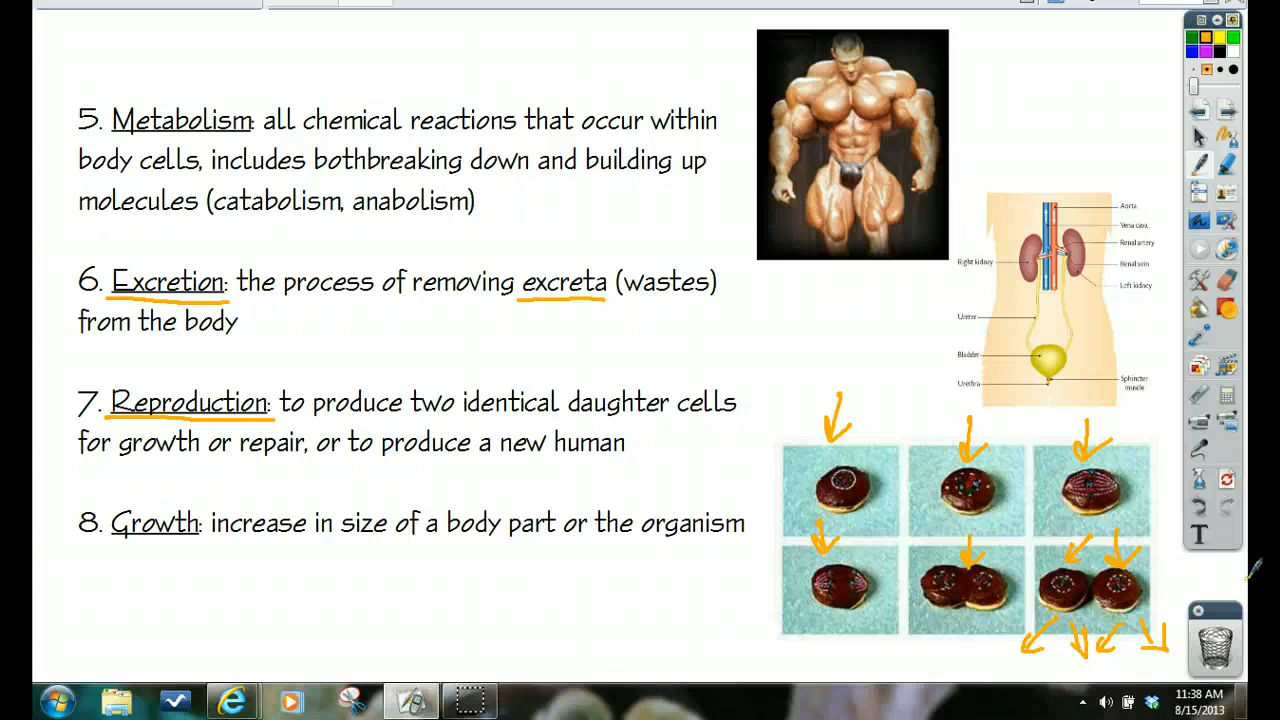 5. Metabolism: all chemical reactions that occur within
body cells, includes bothbreaking down and building up
molecules (catabolism, anabolism)
6. Excretion: the process of removing excreta (wastes)
from the body
7. Reproduction: to produce two identical daughter cells
for growth or repair, or to produce a new human
8. Growth: increase in size of a body part or the organism
Aorta
Vena cava
Renal artery
Right kidney
Renal vein
Left kidney
Ureter
Bladder
Urethra
Sphincter
muscle
T
11:38 AM
8/15/2013